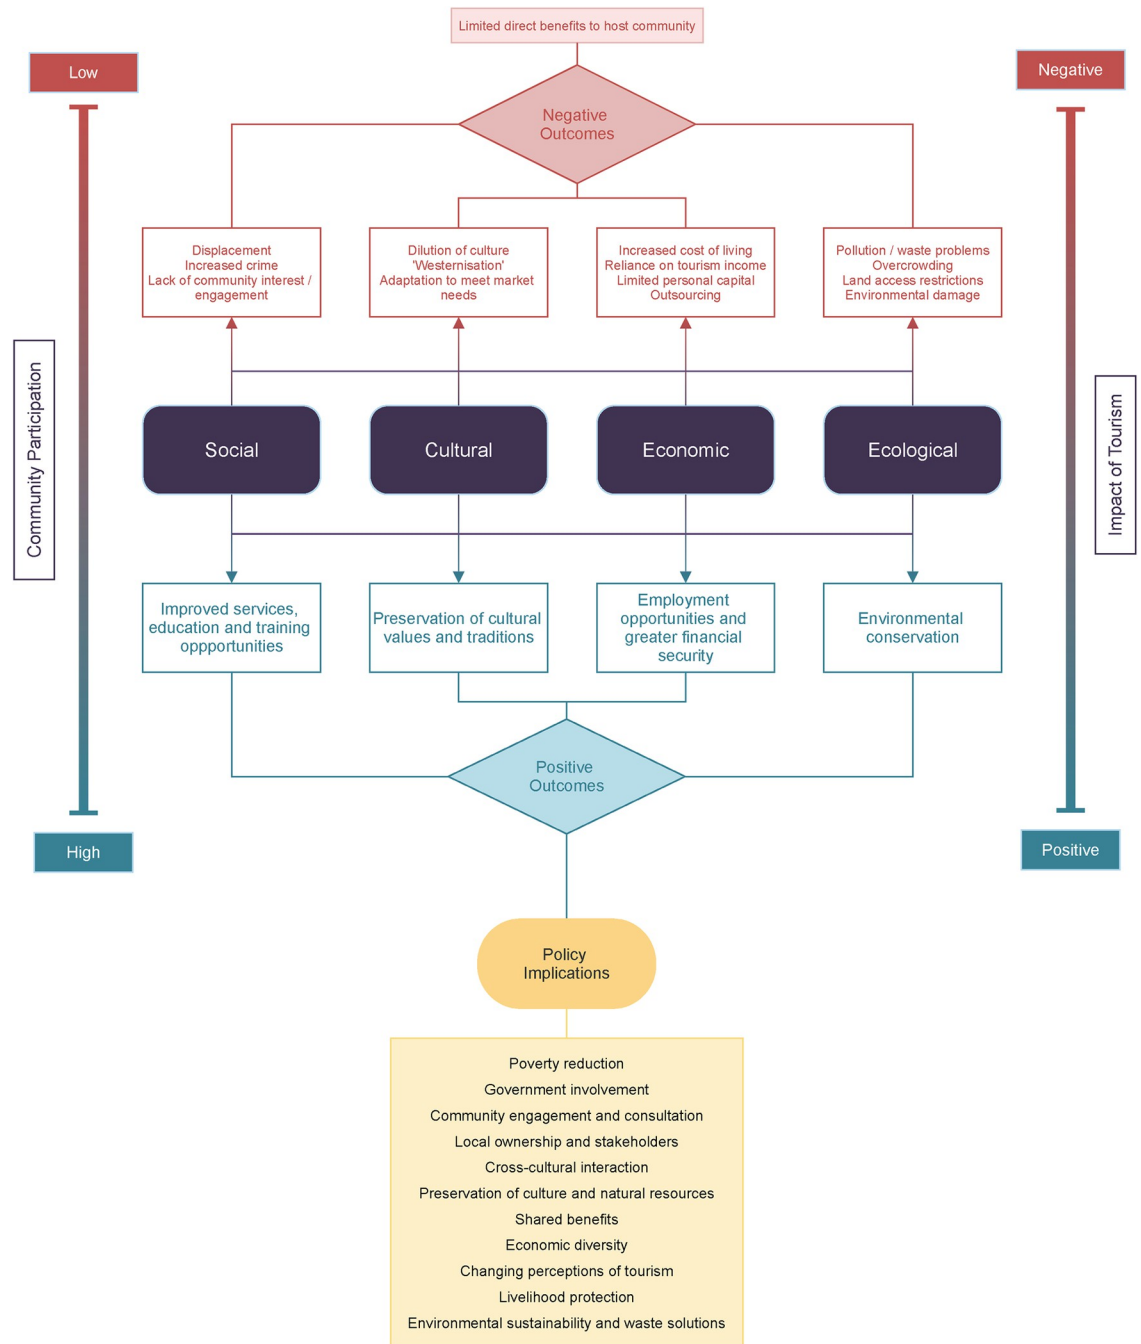 Limited direct benefits to host community
Low
Negative
Negative
Outcomes
Displacement
Increased crime
Lack of community interest /
engagement
Dilution of culture
'Westernisation'
Adaptation to meet market
needs
Increased cost of living
Reliance on tourism income
Limited personal capital
Outsourcing
Pollution / waste problems
Overcrowding
Land access restrictions
Environmental damage
Community Participation
Impact of Tourism
Social
Cultural
Economic
Ecological
Improved services,
education and training
oppportunities
Preservation of cultural
values and traditions
Employment
opportunities and
greater financial
security
Environmental
conservation
Positive
Outcomes
High
Positive
Policy
Implications
Poverty reduction
Government involvement
Community engagement and consultation
Local ownership and stakeholders
Cross-cultural interaction
Preservation of culture and natural resources
Shared benefits
Economic diversity
Changing perceptions of tourism
Livelihood protection
Environmental sustainability and waste solutions